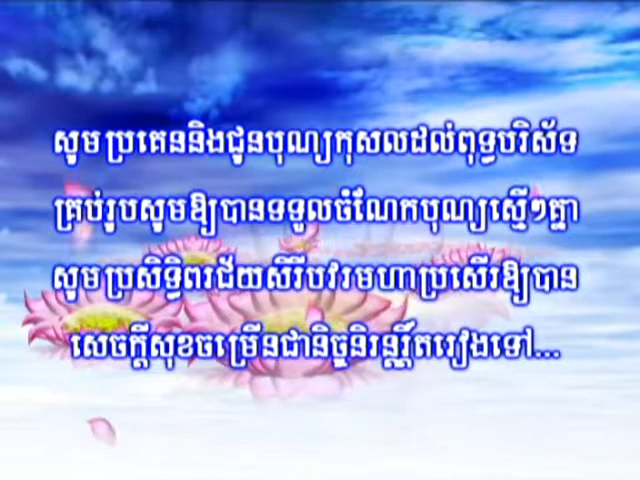 សូមប្រគេននិងជូនបុណ្យកុសលដល់ពុទ្ធបរិស័ទ
គ្រប់រូបសូមឱ្យបានទទួលចំណែកបុណ្យស្មើៗគ្នា
សូមប្រសិទ្ធិពរជ័យសិរីបវរមហាប្រសើរឱ្យបាន
សេចក្ដីសុខចម្រើនជានិច្ចនិរន្តរ៍តរៀងទៅ...